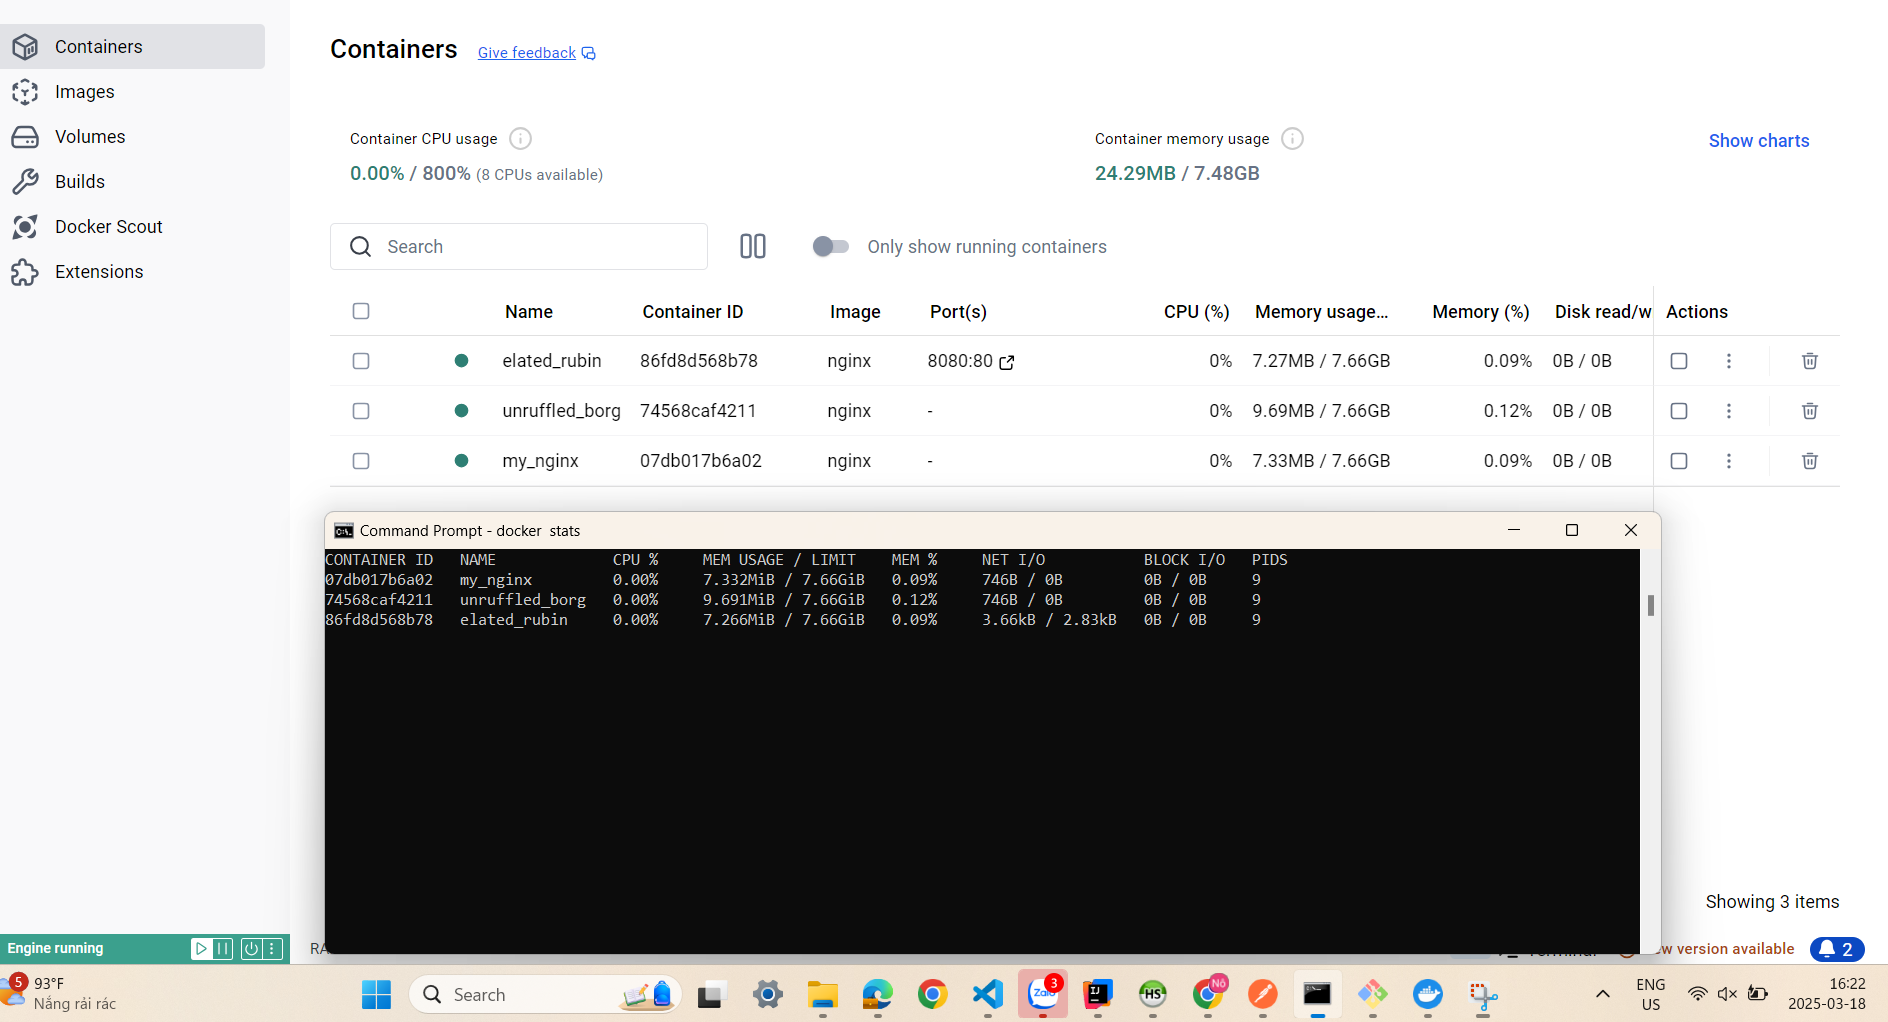 Containers
Images
Volumes
Builds
Docker Scout
Extensions
Containers Give feedback
Container CPU usage
0.00% / 800% (8 CPUs available)
Container memory usage
24.29MB / 7.48GB
Show charts
Search
Only show running containers
Name Container ID Image Port(s) CPU (%) Memory usage... Memory (%) Disk read/w Actions
elated_rubin 86fd8d568b78 nginx 8080:80 0% 7.27MB / 7.66GB 0.09% 0B / 0B
unruffled_borg 74568caf4211 nginx - 0% 9.69MB / 7.66GB 0.12% 0B / 0B
my_nginx 07db017b6a02 nginx - 0% 7.33MB / 7.66GB 0.09% 0B / 0B
Command Prompt - docker stats
CONTAINER ID NAME CPU % MEM USAGE / LIMIT MEM % NET I/O BLOCK I/O PIDS
07db017b6a02 my_nginx 0.00% 7.332MiB / 7.66GiB 0.09% 746B / 0B 0B / 0B 9
74568caf4211 unruffled_borg 0.00% 9.691MiB / 7.66GiB 0.12% 746B / 0B 0B / 0B 9
86fd8d568b78 elated_rubin 0.00% 7.266MiB / 7.66GiB 0.09% 3.66kB / 2.83kB 0B / 0B 9
Showing 3 items
Engine running
RA
version available
2
5
93°F
Nắng rải rác
Search
Zalo
3
IJ
HS
Nô
ENG
US
16:22
2025-03-18